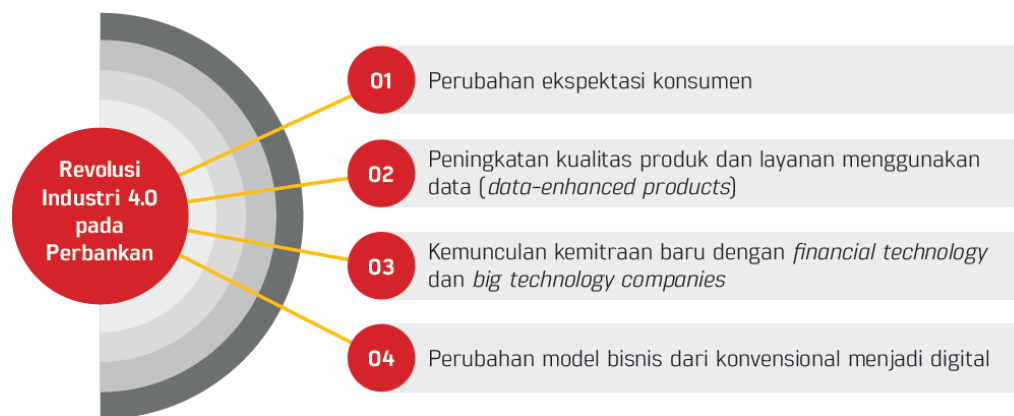 Revolusi
Industri 4.0
pada
Perbankan
01
Perubahan ekspektasi konsumen
02
Peningkatan kualitas produk dan layanan menggunakan
data (data-enhanced products)
03
Kemunculan kemitraan baru dengan financial technology
dan big technology companies
04
Perubahan model bisnis dari konvensional menjadi digital